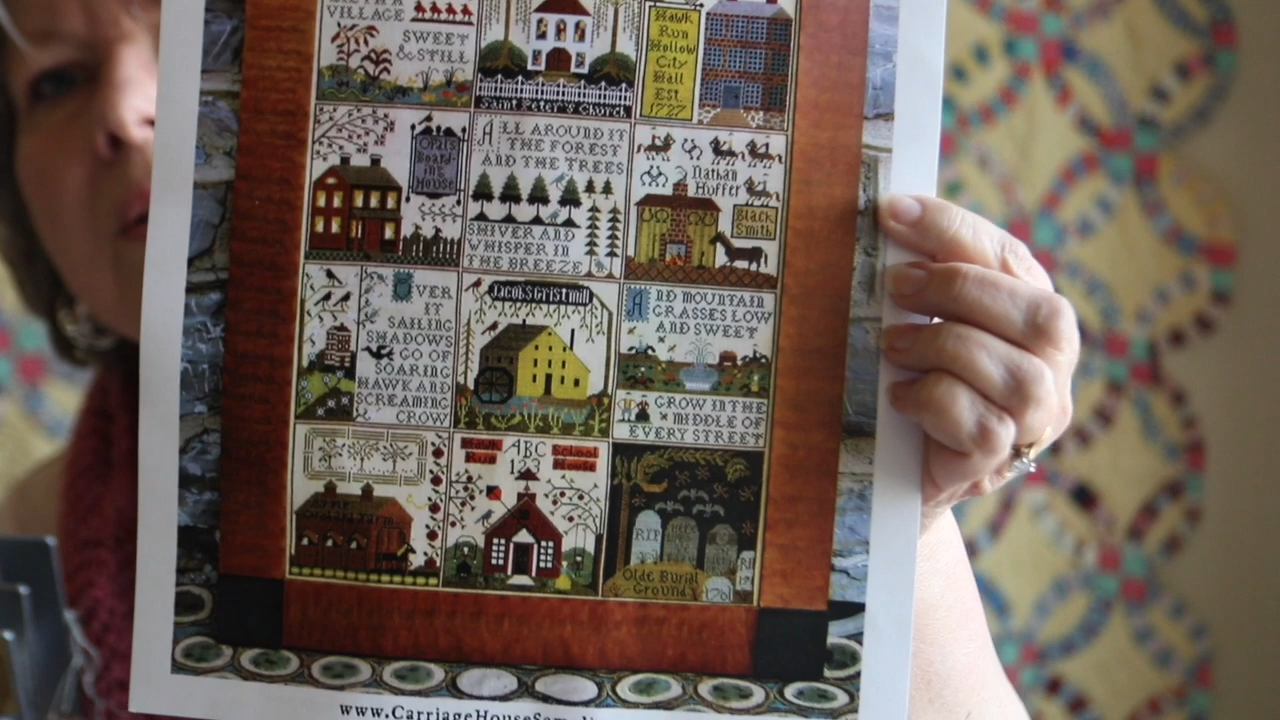 VILLAGE
SWEET
& STILL
Saint Peter's Church
Hawk
Run
Hollow
City
Hall
Est.
1727
Opal's
Board-
ing
House
ALL AROUND IT
THE FOREST
AND THE TREES
SHIVER AND
WHISPER IN
THE BREEZE
Nathan
Huffer
Black
Smith
OVER
IT
SAILING
SHADOWS
GO OF
SOARING
HAWK AND
SCREAMING
CROW
Jacob's Gristmill
AND MOUNTAIN
GRASSES LOW
AND SWEET
GROW IN THE
MIDDLE OF
EVERY STREET
Hawk
Run
ABC
123
School
House
RIP
Olde Burial
Ground
1761
www.CarriageHouseSam